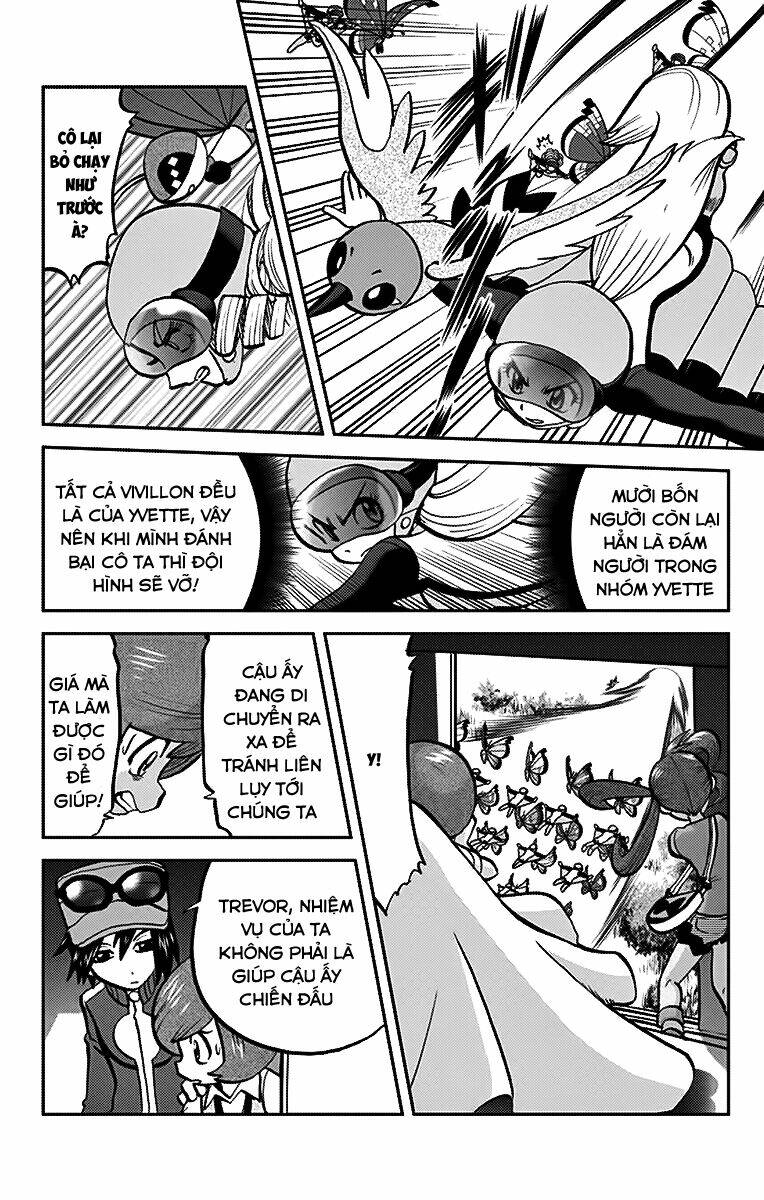 CÔ LẠI
BỎ CHẠY
NHƯ
TRƯỚC
À?
MƯỜI BỐN
NGƯỜI CÒN LẠI
HẲN LÀ ĐÁM
NGƯỜI TRONG
NHÓM YVETTE
TẤT CẢ VIVILLON ĐỀU
LÀ CỦA YVETTE, VẬY
NÊN KHI MÌNH ĐÁNH
BẠI CÔ TA THÌ ĐỘI
HÌNH SẼ VỠ!
Y!
CẬU ẤY
ĐANG DI
CHUYỂN RA
XA ĐỂ
TRÁNH LIÊN
LỤY TỚI
CHÚNG TA
GIÁ MÀ
TA LÀM
ĐƯỢC
GÌ ĐÓ
ĐỂ
GIÚP!
TREVOR, NHIỆM
VỤ CỦA TA
KHÔNG PHẢI LÀ
GIÚP CẬU ẤY
CHIẾN ĐẤU